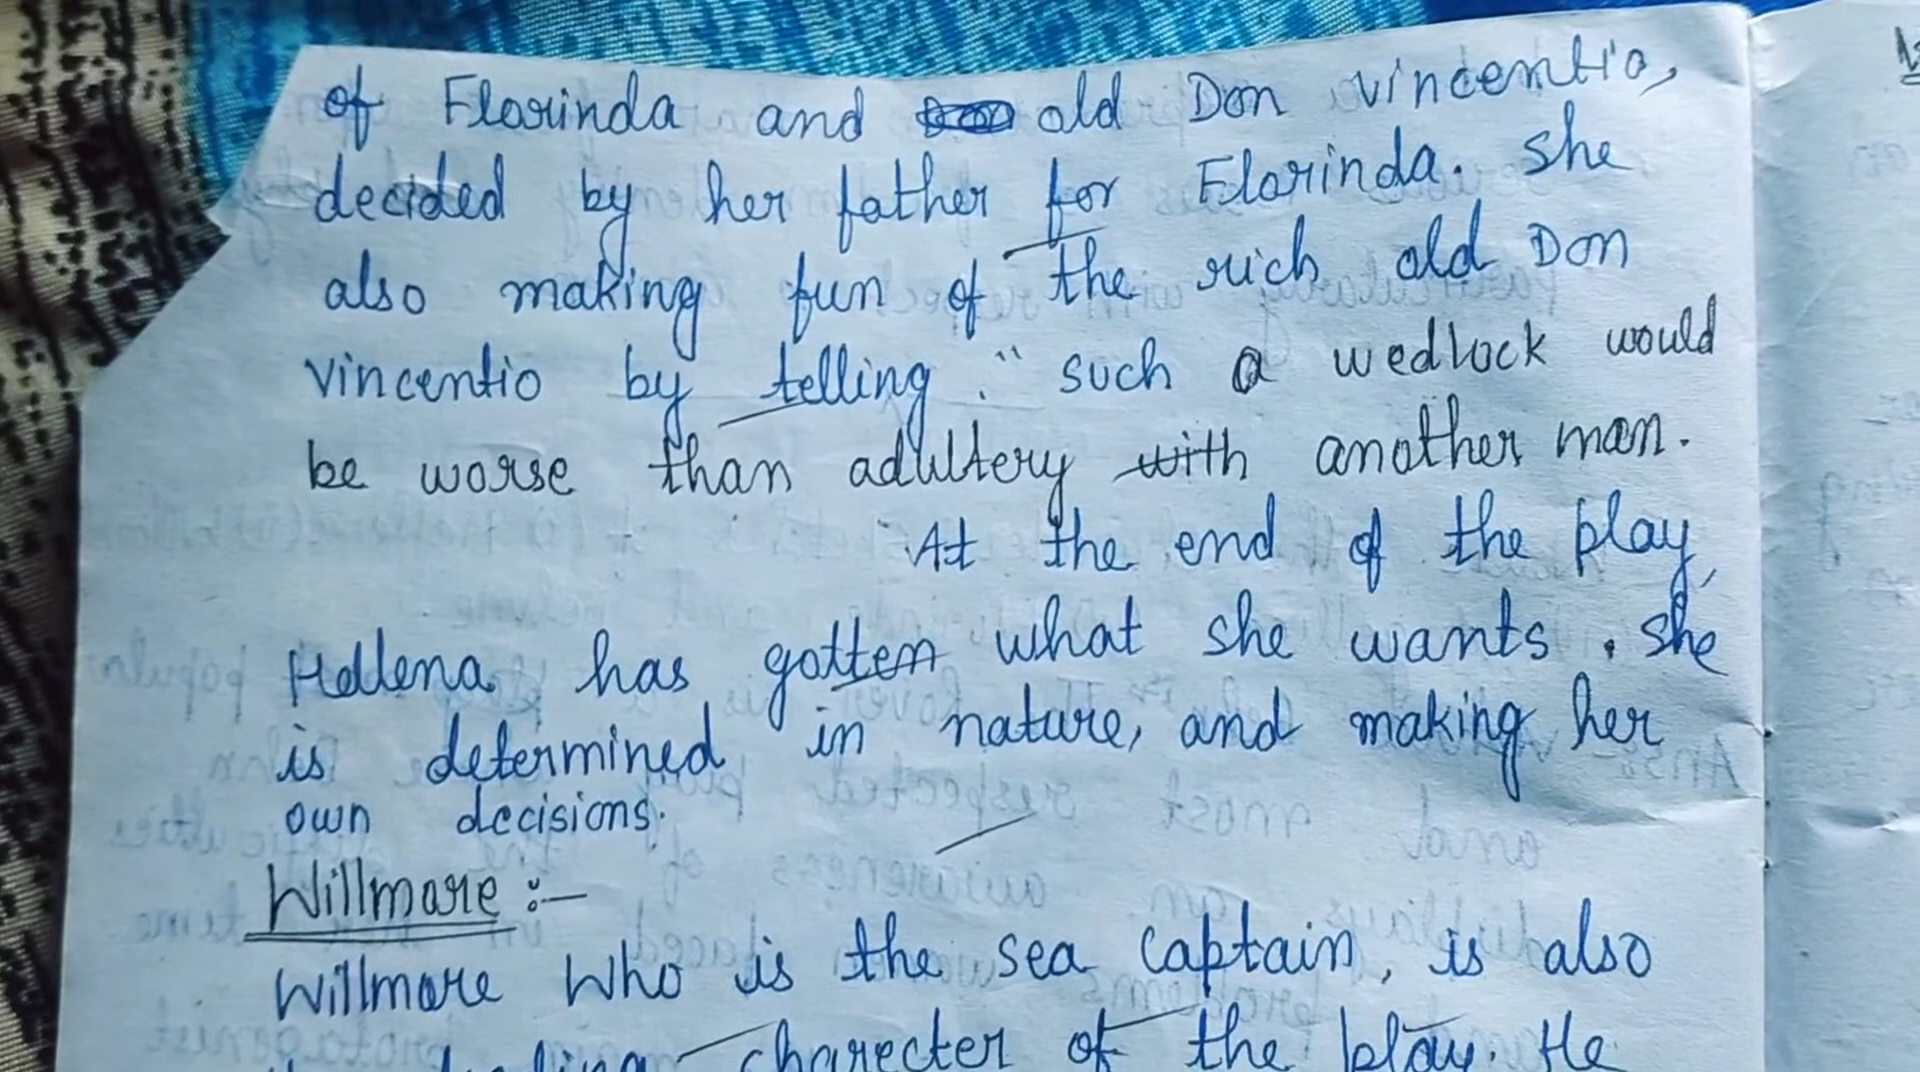 of Florinda and old Don Vincentio,
decided by her father for Florinda. She
also making fun of the rich old Don
Vincentio by telling "such a wedlock would
be worse than adultery with another man.
At the end of the play,
Hellena has gotten what she wants. She
is determined in nature, and making her
own decisions.
Willmore :-
Willmore Who is the sea captain, is also
charecter of the play. He